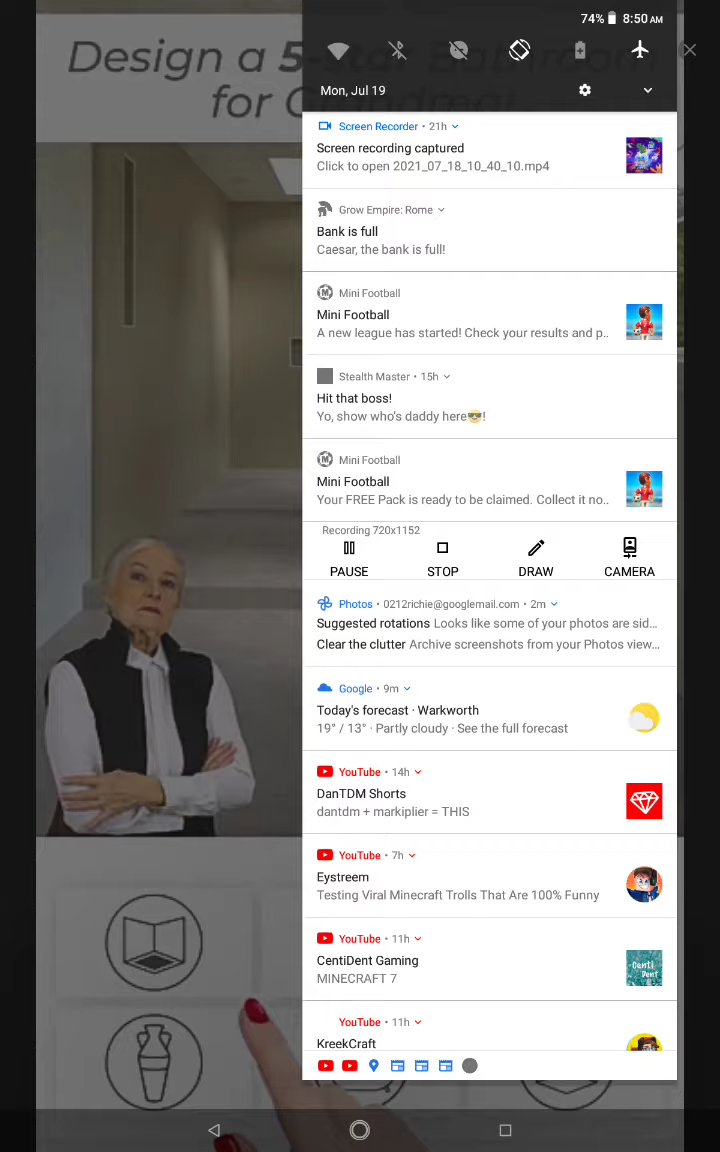 74% 8:50 AM
Design a 5-star Bathroom
for Grandma!
Mon, Jul 19
Screen Recorder • 21h
Screen recording captured
Click to open 2021_07_18_10_40_10.mp4
Grow Empire: Rome
Bank is full
Caesar, the bank is full!
Mini Football
Mini Football
A new league has started! Check your results and p..
Stealth Master • 15h
Hit that boss!
Yo, show who's daddy here😎!
Mini Football
Mini Football
Your FREE Pack is ready to be claimed. Collect it no..
Recording 720x1152
PAUSE STOP DRAW CAMERA
Photos • 0212richie@googlemail.com • 2m
Suggested rotations Looks like some of your photos are sid...
Clear the clutter Archive screenshots from your Photos view...
Google • 9m
Today's forecast · Warkworth
19° / 13° · Partly cloudy · See the full forecast
YouTube • 14h
DanTDM Shorts
dantdm + markiplier = THIS
YouTube • 7h
Eystreem
Testing Viral Minecraft Trolls That Are 100% Funny
YouTube • 11h
CentiDent Gaming
MINECRAFT 7
Centi
Dent
YouTube • 11h
KreekCraft